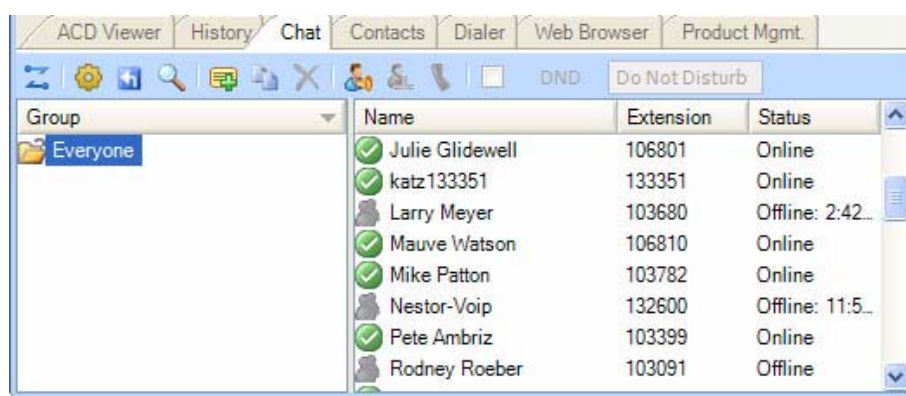 ACD Viewer History Chat Contacts Dialer Web Browser Product Mgmt.
DND Do Not Disturb
Group Name Extension Status
Everyone Julie Glidewell 106801 Online
katz133351 133351 Online
Larry Meyer 103680 Offline: 2:42...
Mauve Watson 106810 Online
Mike Patton 103782 Online
Nestor-Voip 132600 Offline: 11:5...
Pete Ambriz 103399 Online
Rodney Roeber 103091 Offline